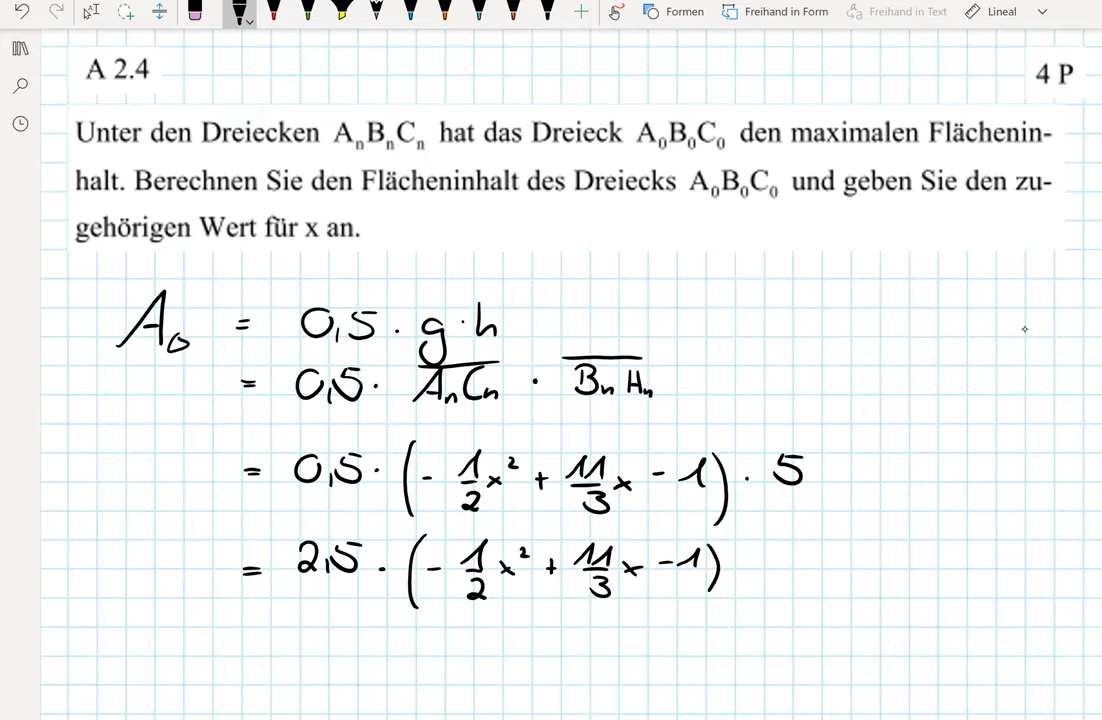 Formen Freihand in Form Freihand in Text Lineal
A 2.4
4 P
Unter den Dreiecken AₙBₙCₙ hat das Dreieck A₀B₀C₀ den maximalen Flächenin-
halt. Berechnen Sie den Flächeninhalt des Dreiecks A₀B₀C₀ und geben Sie den zu-
gehörigen Wert für x an.
A₀ = 0,5 · g · h
= 0,5 · A̅ₙC̅ₙ · B̅ₙH̅ₙ
= 0,5 · (- 1/2 x² + 11/3 x - 1) · 5
= 2,5 · (- 1/2 x² + 11/3 x - 1)